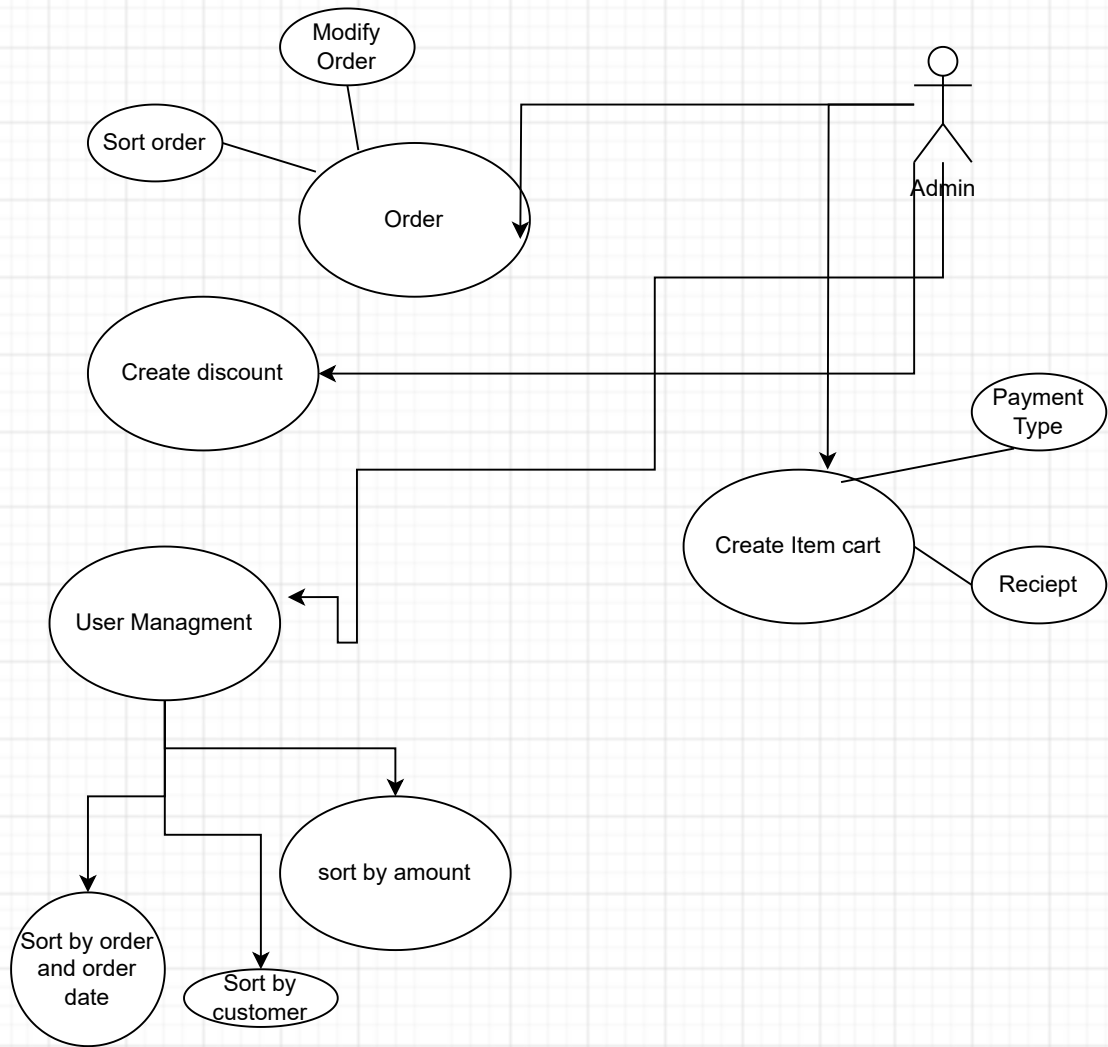 Modify
Order
Sort order
Admin
Order
Create discount
Payment
Type
Create Item cart
Reciept
User Managment
sort by amount
Sort by order
and order
date
Sort by
customer